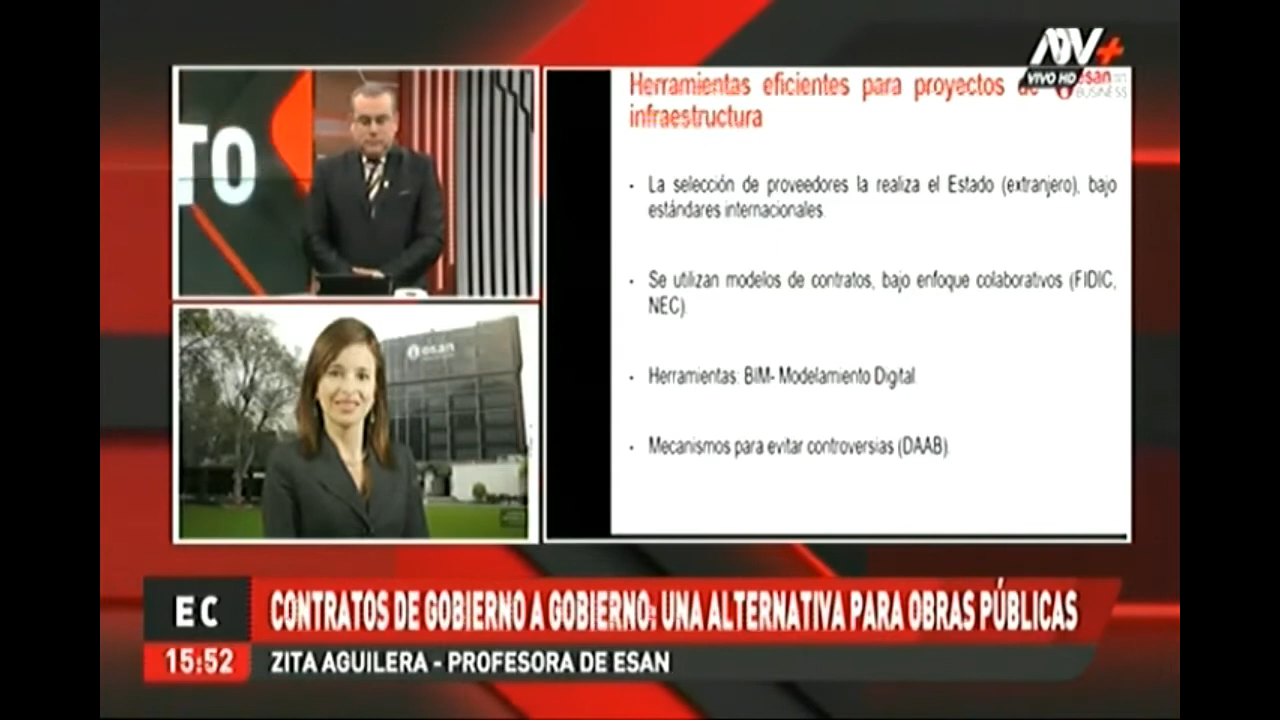 ATV+
VIVO HD
TO
Herramientas eficientes para proyectos de
esan
BUSINESS
infraestructura
• La selección de proveedores la realiza el Estado (extranjero), bajo
estándares internacionales.
• Se utilizan modelos de contratos, bajo enfoque colaborativos (FIDIC,
NEC).
• Herramientas: BIM- Modelamiento Digital.
• Mecanismos para evitar controversias (DAAB).
esan
EC
CONTRATOS DE GOBIERNO A GOBIERNO: UNA ALTERNATIVA PARA OBRAS PÚBLICAS
15:52
ZITA AGUILERA - PROFESORA DE ESAN